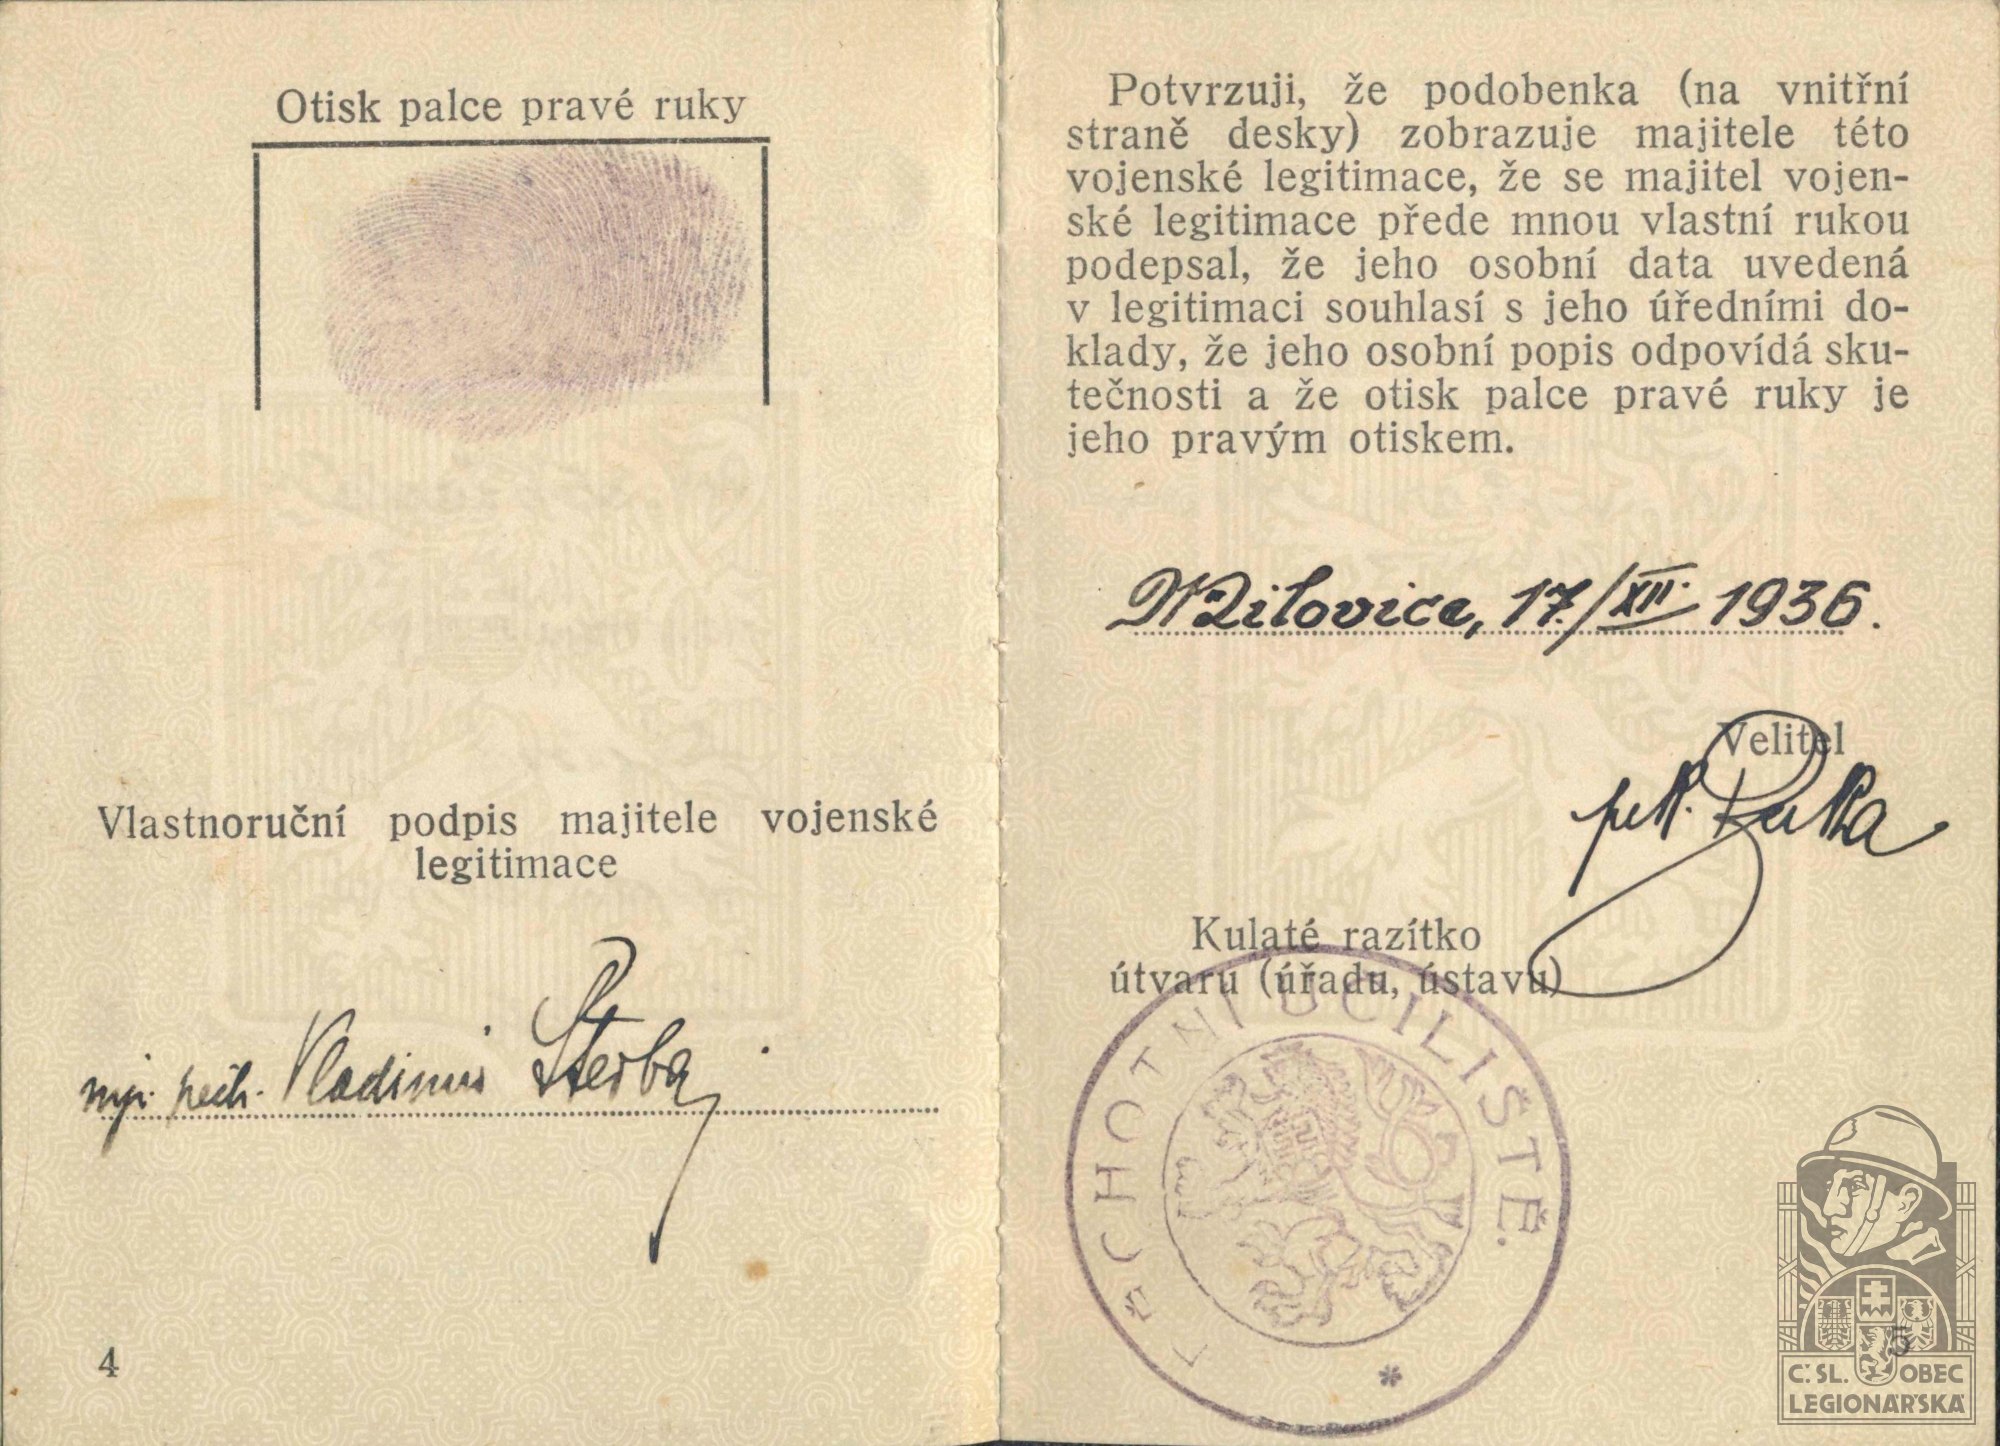 Otisk palce pravé ruky
Vlastnoruční podpis majitele vojenské
legitimace
Vladimír Štěrba
4
Potvrzuji, že podobenka (na vnitřní
straně desky) zobrazuje majitele této
vojenské legitimace, že se majitel vojen-
ské legitimace přede mnou vlastní rukou
podepsal, že jeho osobní data uvedená
v legitimaci souhlasí s jeho úředními do-
klady, že jeho osobní popis odpovídá sku-
tečnosti a že otisk palce pravé ruky je
jeho pravým otiskem.
Milovice, 17./XII. 1936.
Velitel
Kulaté razítko
útvaru (úřadu, ústavu)
PĚCHOTNÍ UČILIŠTĚ.
*
5
Č. SL. OBEC
LEGIONÁŘSKÁ